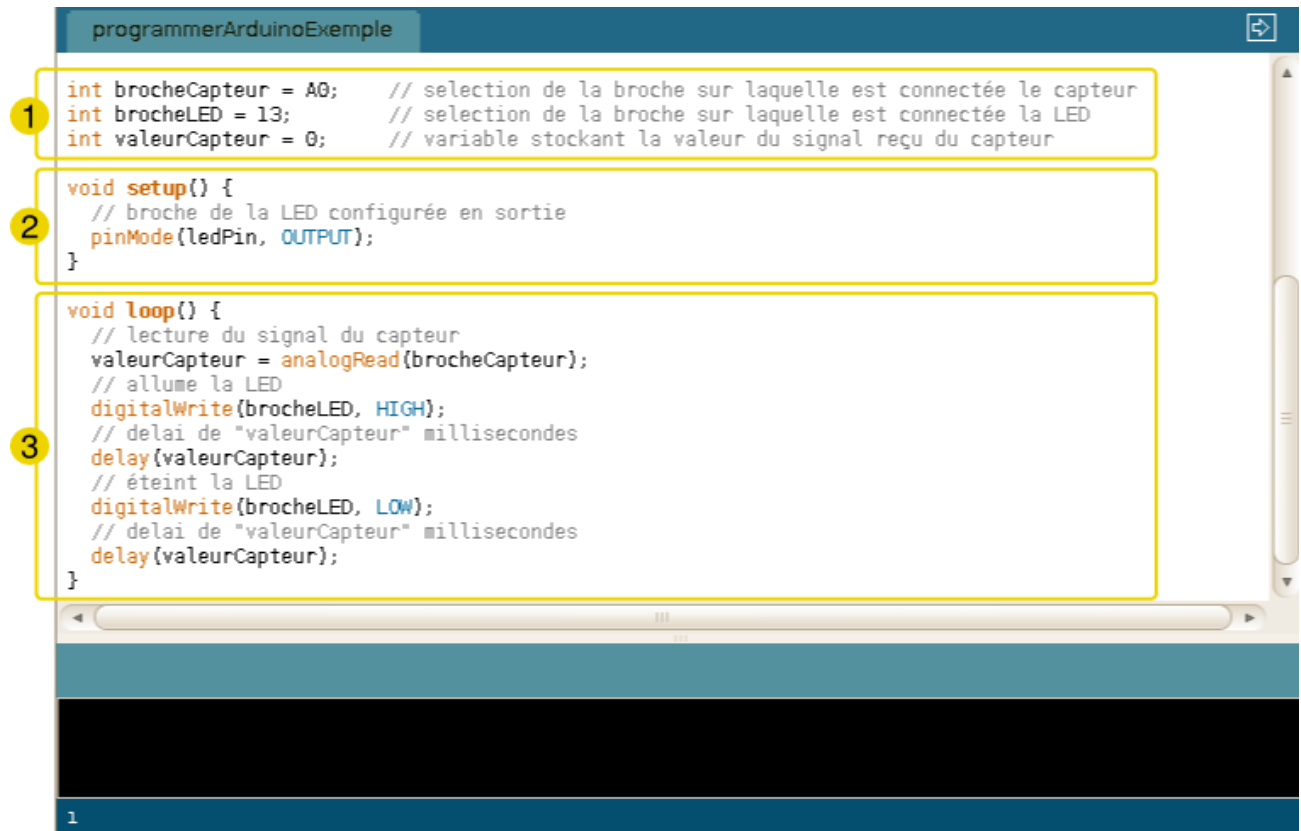 programmerArduinoExemple
1
int brocheCapteur = A0;    // selection de la broche sur laquelle est connectée le capteur
int brocheLED = 13;        // selection de la broche sur laquelle est connectée la LED
int valeurCapteur = 0;     // variable stockant la valeur du signal reçu du capteur
2
void setup() {
  // broche de la LED configurée en sortie
  pinMode(ledPin, OUTPUT);
}
3
void loop() {
  // lecture du signal du capteur
  valeurCapteur = analogRead(brocheCapteur);
  // allume la LED
  digitalWrite(brocheLED, HIGH);
  // delai de "valeurCapteur" millisecondes
  delay(valeurCapteur);
  // éteint la LED
  digitalWrite(brocheLED, LOW);
  // delai de "valeurCapteur" millisecondes
  delay(valeurCapteur);
}
1